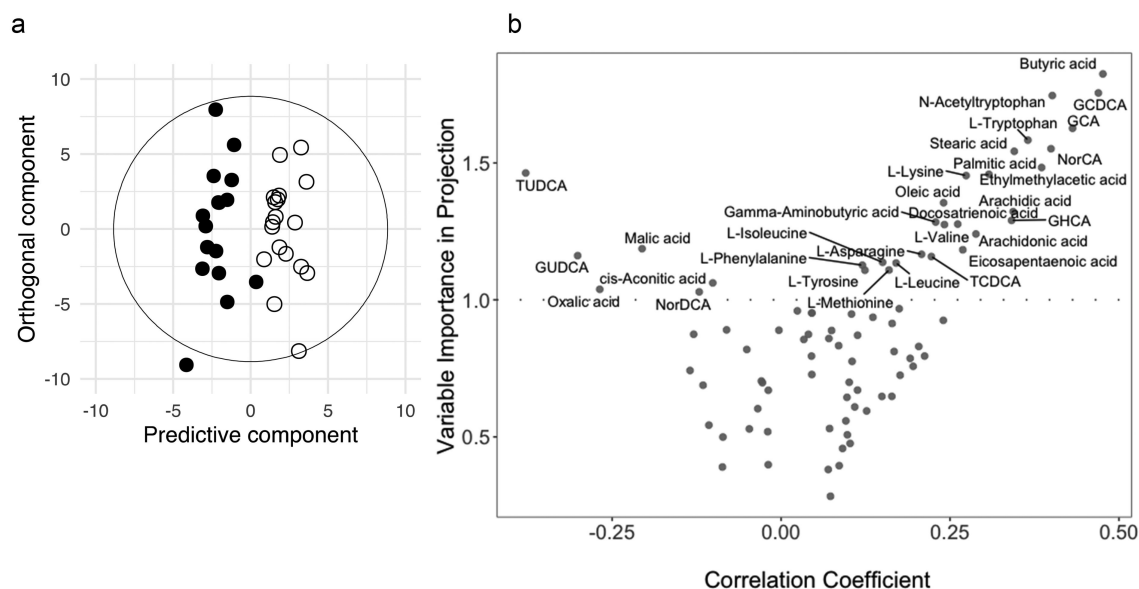 a
b
10
5
0
-5
-10
-10
-5
0
5
10
Orthogonal component
Predictive component
Variable Importance in Projection
1.5
1.0
0.5
-0.25
0.00
0.25
0.50
Correlation Coefficient
Butyric acid
N-Acetyltryptophan
GCDCA
L-Tryptophan
GCA
Stearic acid
NorCA
Palmitic acid
L-Lysine
Ethylmethylacetic acid
TUDCA
Oleic acid
Arachidic acid
Gamma-Aminobutyric acid
Docosatrienoic acid
GHCA
L-Isoleucine
L-Valine
Arachidonic acid
Malic acid
L-Asparagine
L-Phenylalanine
Eicosapentaenoic acid
GUDCA
cis-Aconitic acid
L-Tyrosine
L-Leucine
TCDCA
Oxalic acid
NorDCA
L-Methionine